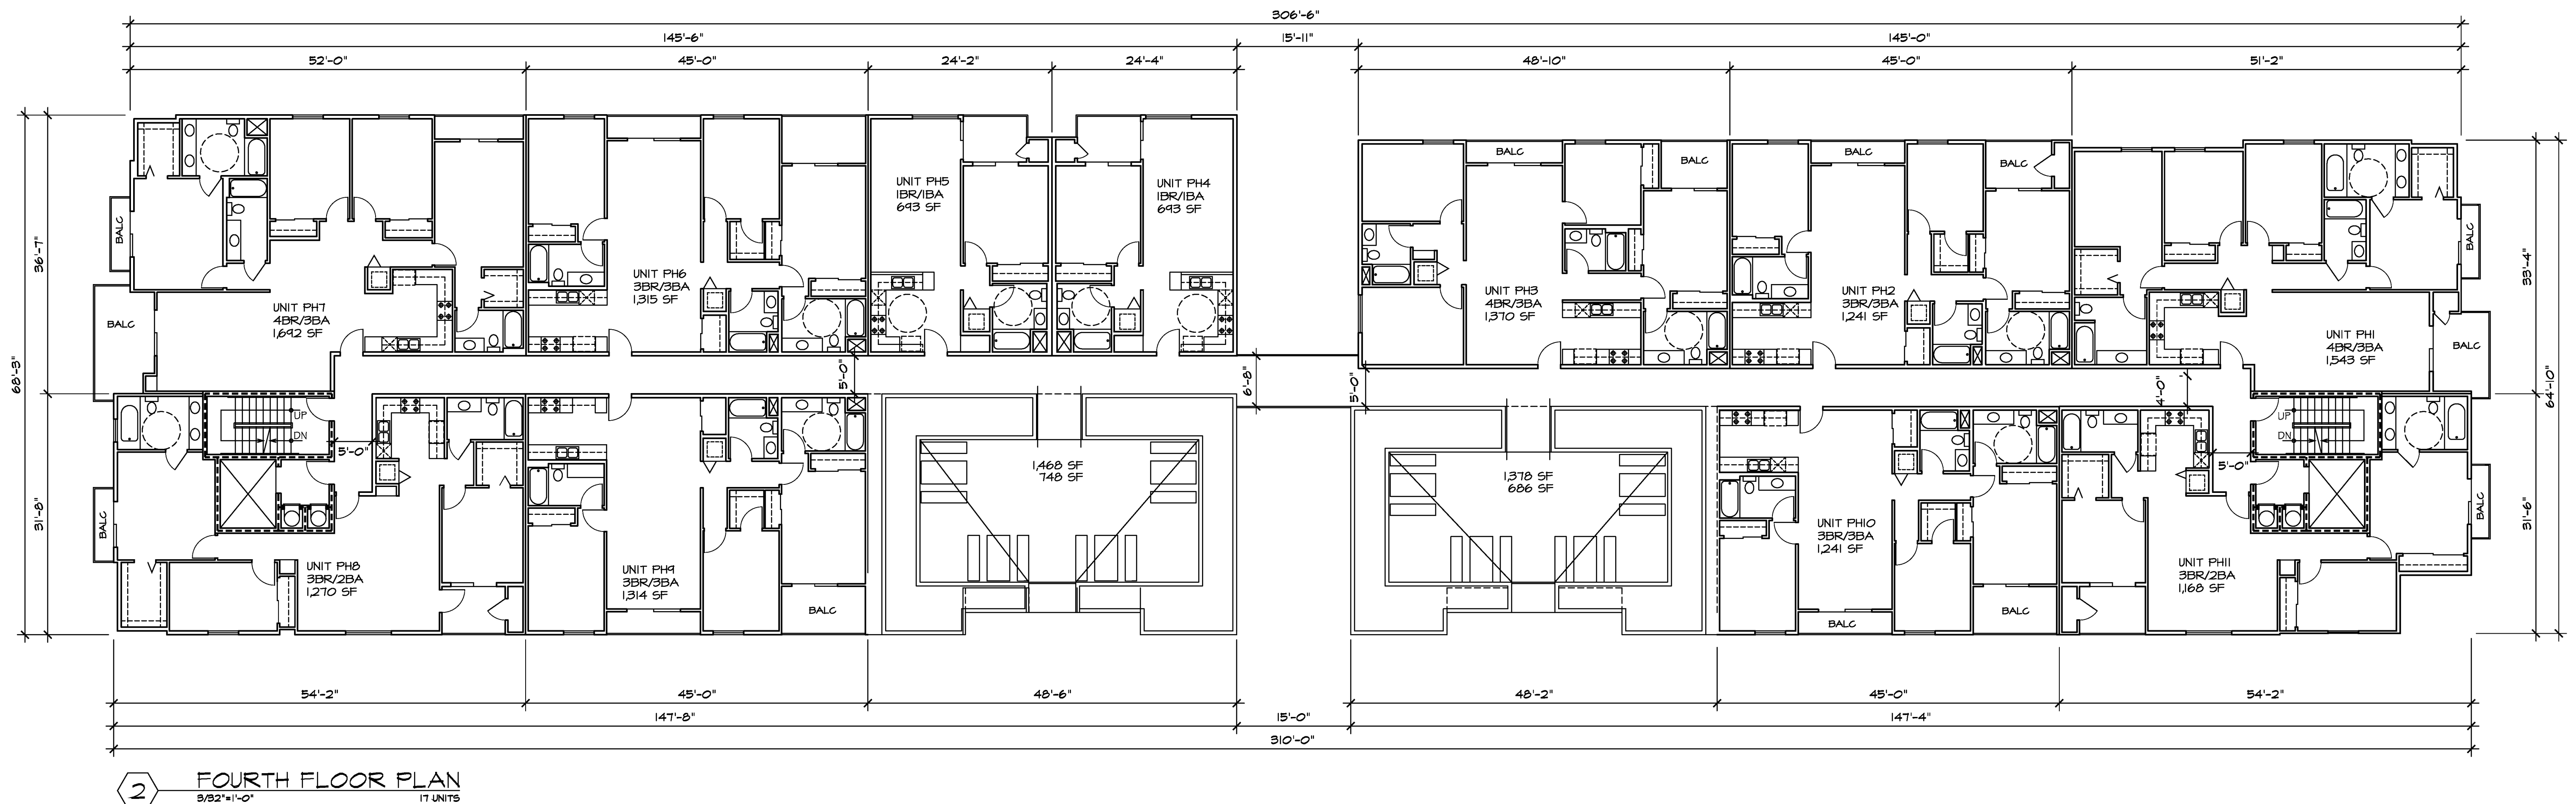 306'-6"
145'-6"
15'-11"
145'-0"
52'-0"
45'-0"
24'-2"
24'-4"
48'-10"
45'-0"
51'-2"
68'-3"
36'-7"
31'-8"
BALC
BALC
BALC
UNIT PH7
4BR/3BA
1,692 SF
UNIT PH6
3BR/3BA
1,315 SF
UNIT PH5
1BR/1BA
693 SF
UNIT PH4
1BR/1BA
693 SF
BALC
BALC
BALC
BALC
UNIT PH3
4BR/3BA
1,370 SF
UNIT PH2
3BR/3BA
1,241 SF
UNIT PH1
4BR/3BA
1,543 SF
BALC
BALC
BALC
5'-0"
6'-8"
5'-0"
4'-0"
UP
DN
5'-0"
UP
DN
5'-0"
UNIT PH8
3BR/2BA
1,270 SF
UNIT PH9
3BR/3BA
1,314 SF
BALC
1,468 SF
748 SF
1,378 SF
686 SF
UNIT PH10
3BR/3BA
1,241 SF
BALC
BALC
UNIT PH11
3BR/2BA
1,168 SF
33'-4"
31'-6"
64'-10"
54'-2"
45'-0"
48'-6"
48'-2"
45'-0"
54'-2"
147'-8"
15'-0"
147'-4"
310'-0"
2
FOURTH FLOOR PLAN
3/32"=1'-0"
17 UNITS